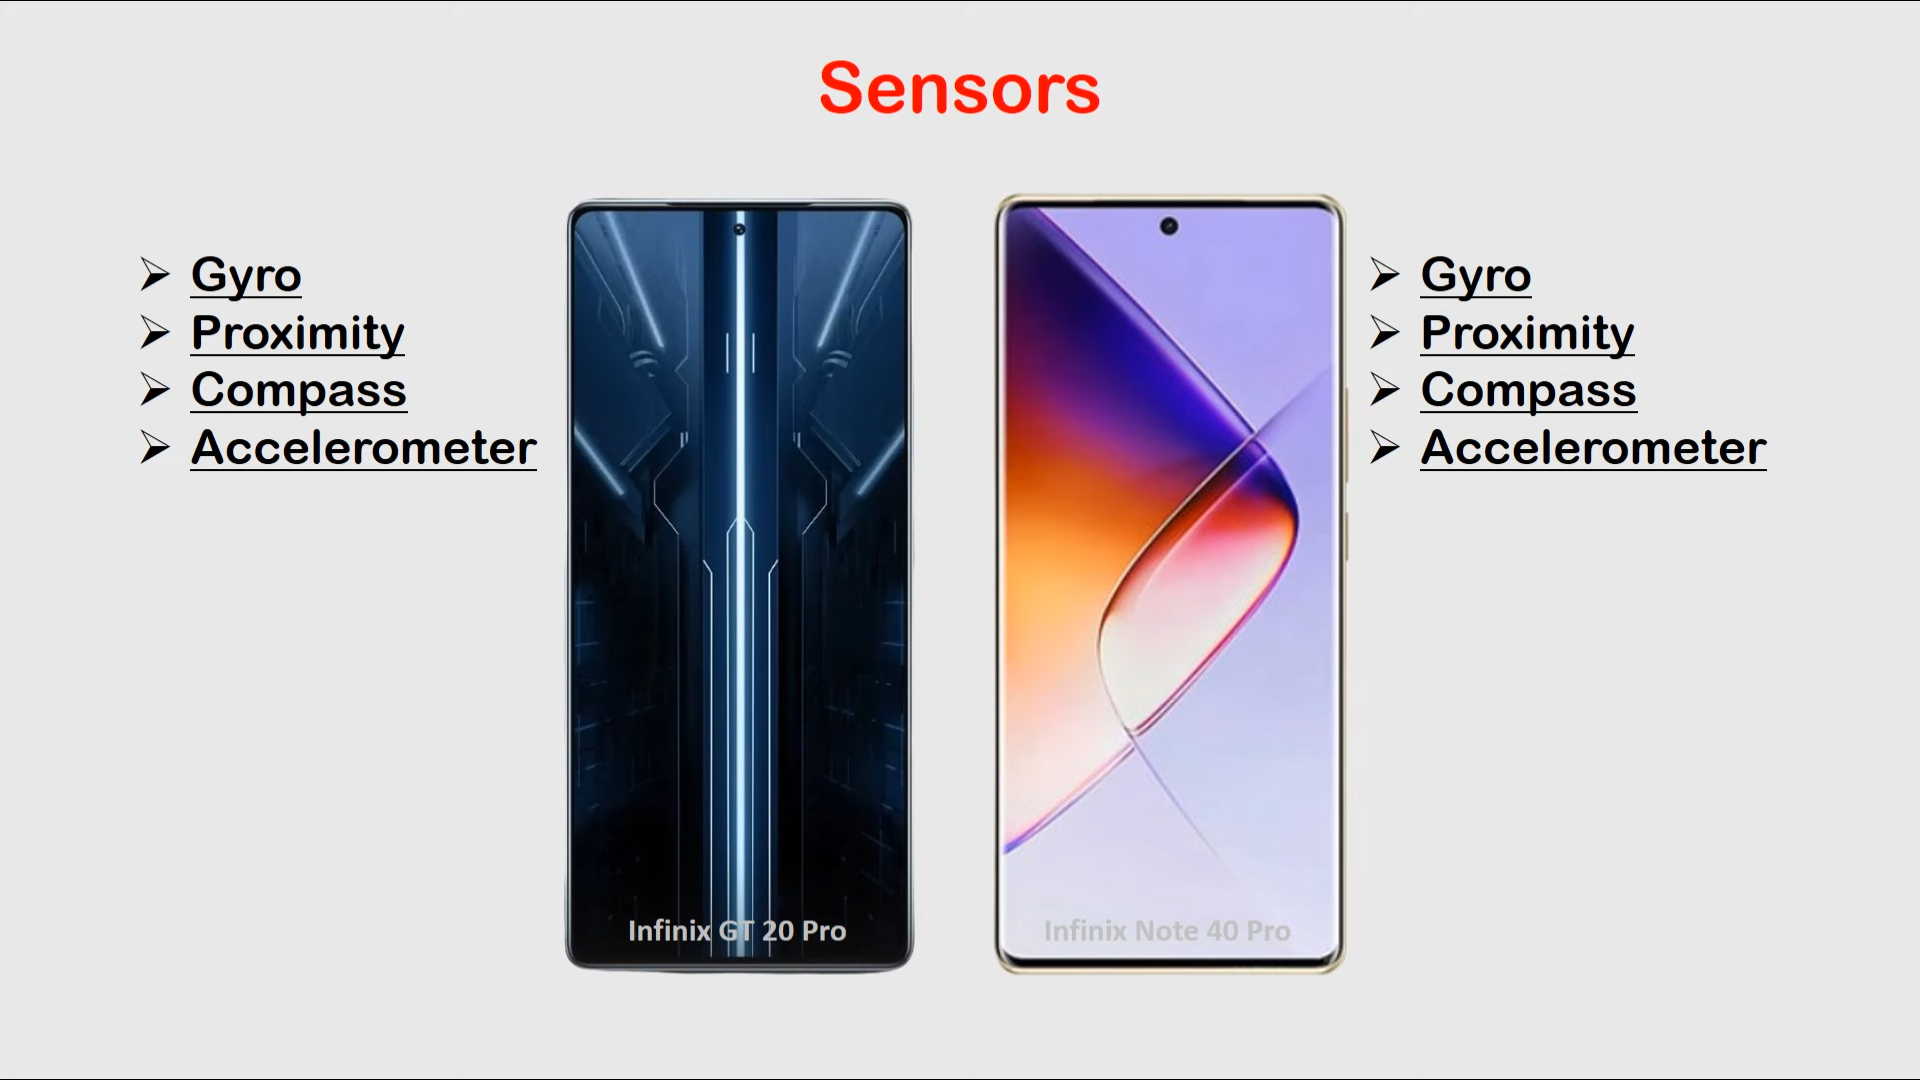 Sensors
Gyro
Proximity
Compass
Accelerometer
Infinix GT 20 Pro
Gyro
Proximity
Compass
Accelerometer
Infinix Note 40 Pro